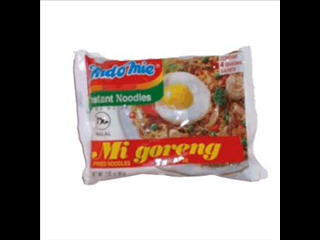 Indomie
Instant Noodles
HALAL
Mi goreng
FRIED NOODLES